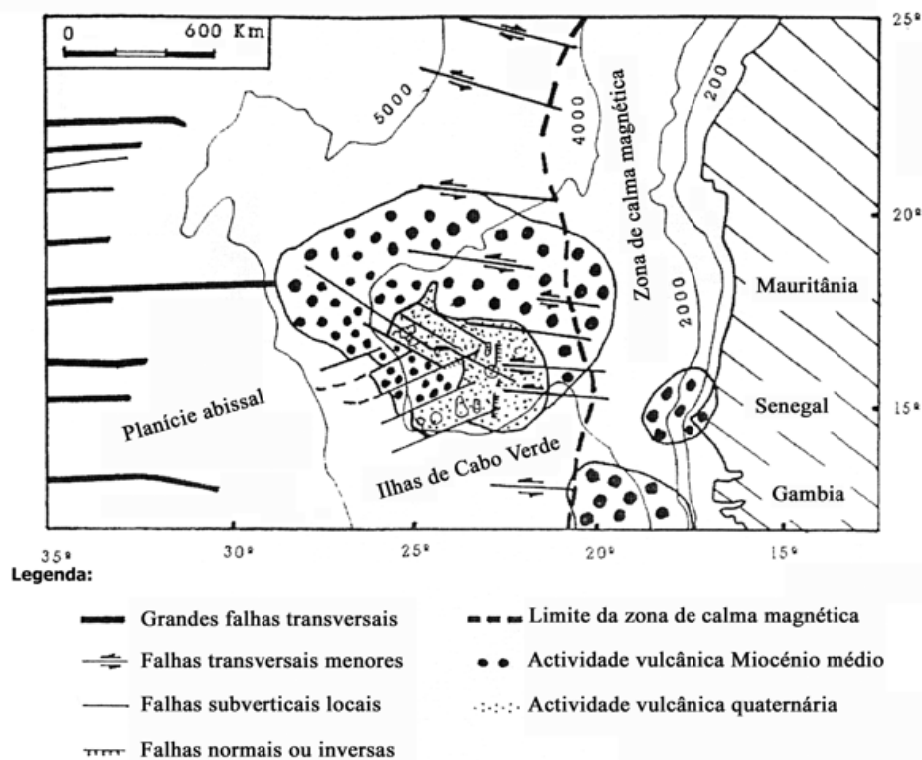 0 600 Km
25º
5000
4000
200
Zona de calma magnética
20º
Mauritânia
2000
Planície abissal
Senegal
15º
Ilhas de Cabo Verde
Gambia
35º 30º 25º 20º 15º
Legenda:
Grandes falhas transversais
Limite da zona de calma magnética
Falhas transversais menores
Actividade vulcânica Miocénio médio
Falhas subverticais locais
Actividade vulcânica quaternária
Falhas normais ou inversas